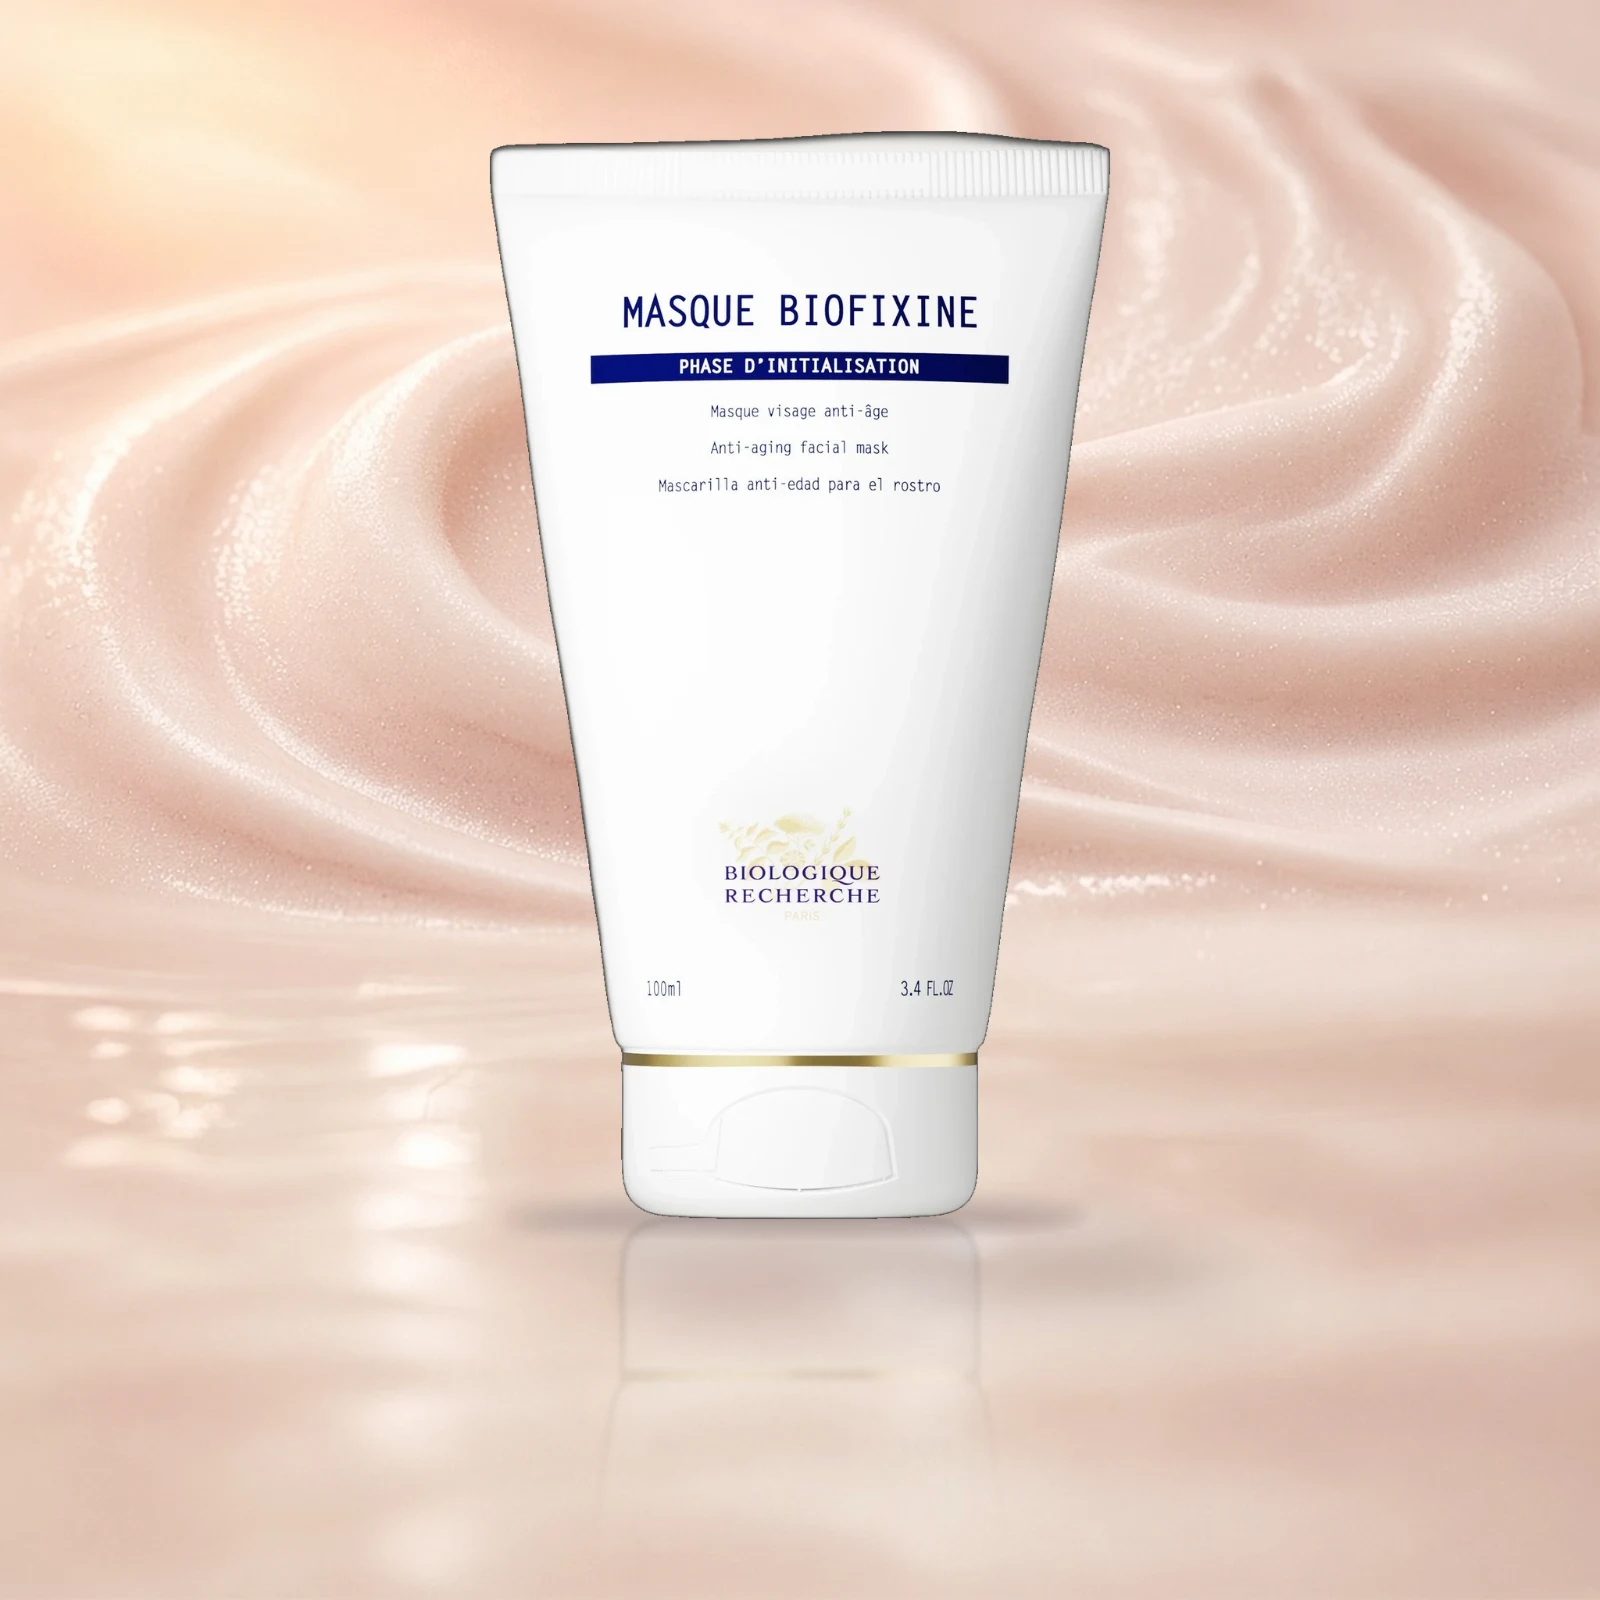 MASQUE BIOFIXINE
PHASE D'INITIALISATION
Masque visage anti-âge
Anti-aging facial mask
Mascarilla anti-edad para el rostro
BIOLOGIQUE
RECHERCHE
PARIS
100ml
3.4 FL.OZ